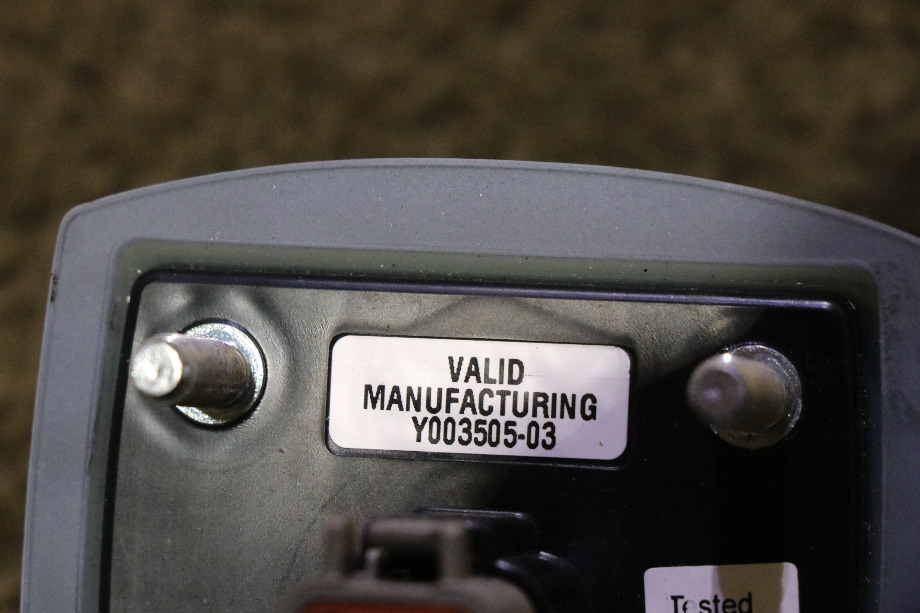 VALID
MANUFACTURING
Y003505-03
Tested